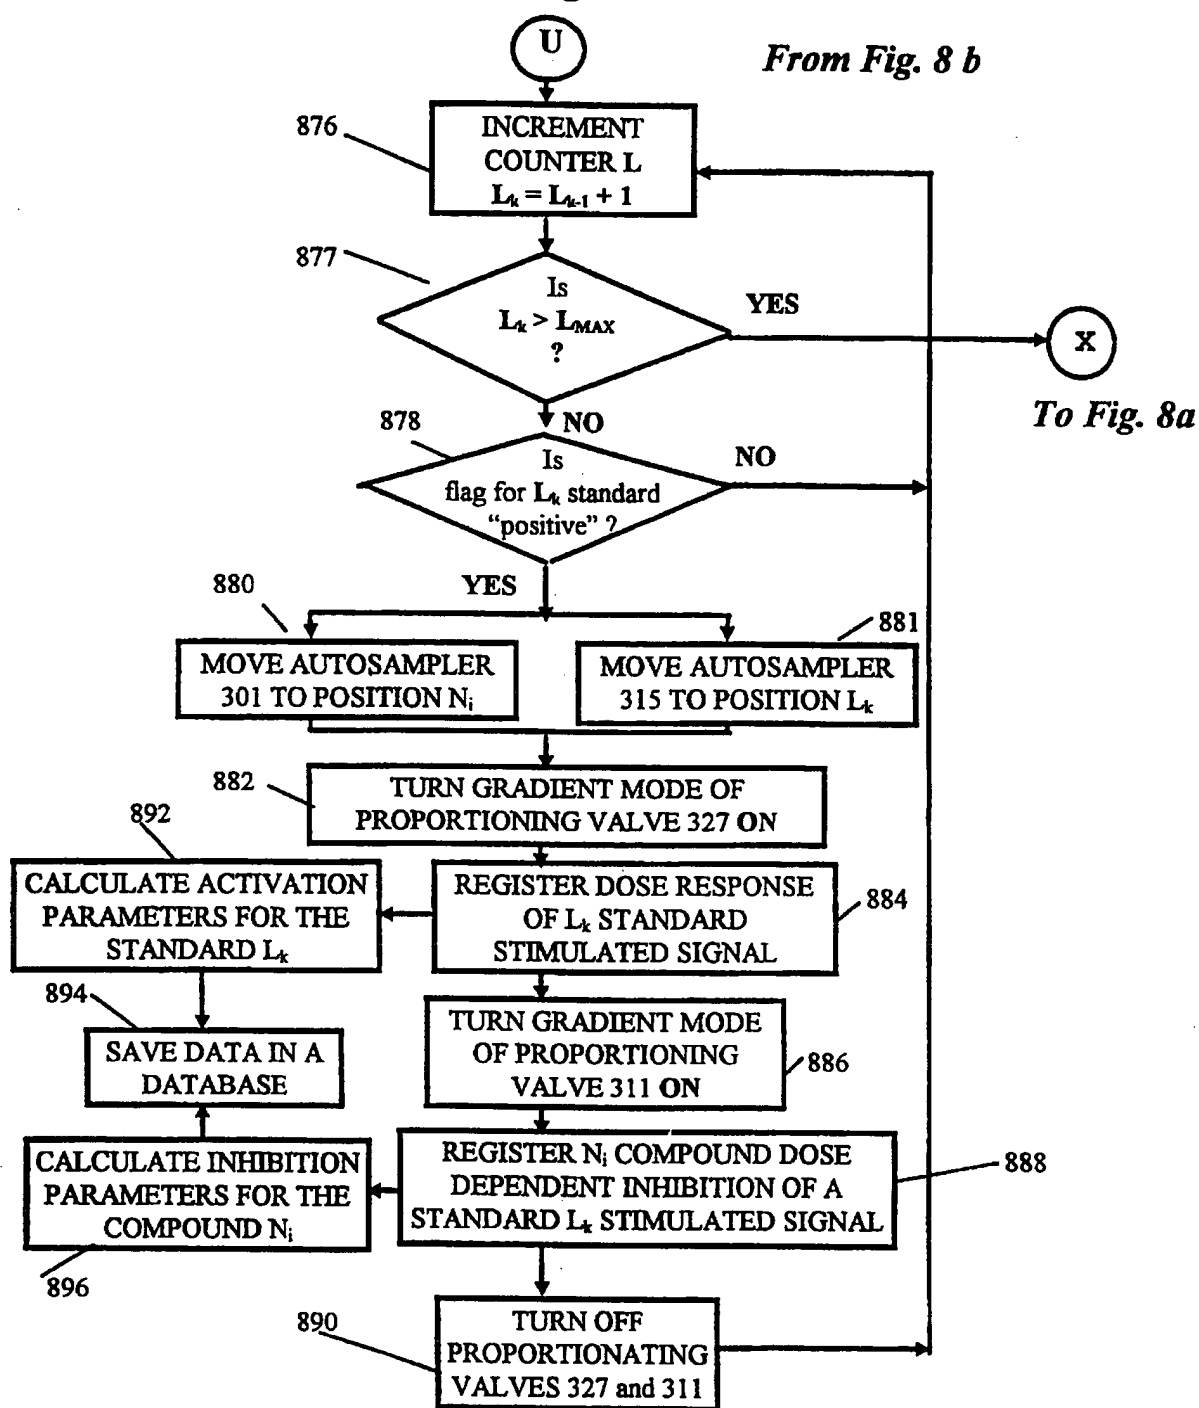 U
From Fig. 8 b
876
INCREMENT
COUNTER L
Lk = Lk-1 + 1
877
Is
Lk > LMAX
?
YES
X
To Fig. 8a
NO
878
Is
flag for Lk standard
“positive” ?
NO
YES
880
MOVE AUTOSAMPLER
301 TO POSITION Ni
881
MOVE AUTOSAMPLER
315 TO POSITION Lk
882
TURN GRADIENT MODE OF
PROPORTIONING VALVE 327 ON
892
CALCULATE ACTIVATION
PARAMETERS FOR THE
STANDARD Lk
REGISTER DOSE RESPONSE
OF Lk STANDARD
STIMULATED SIGNAL
884
894
SAVE DATA IN A
DATABASE
TURN GRADIENT MODE
OF PROPORTIONING
VALVE 311 ON
886
CALCULATE INHIBITION
PARAMETERS FOR THE
COMPOUND Ni
896
REGISTER Ni COMPOUND DOSE
DEPENDENT INHIBITION OF A
STANDARD Lk STIMULATED SIGNAL
888
890
TURN OFF
PROPORTIONATING
VALVES 327 and 311